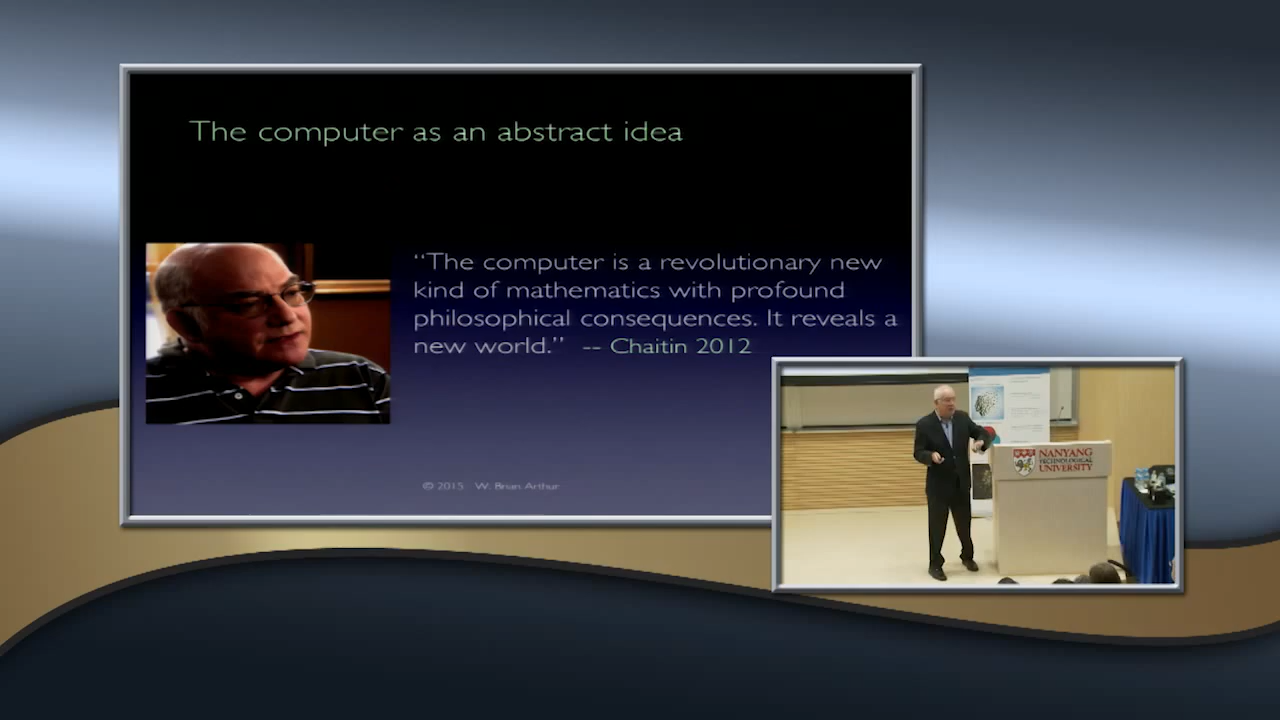 The computer as an abstract idea
“The computer is a revolutionary new
kind of mathematics with profound
philosophical consequences. It reveals a
new world.” -- Chaitin 2012
© 2015 W. Brian Arthur
NANYANG
TECHNOLOGICAL
UNIVERSITY